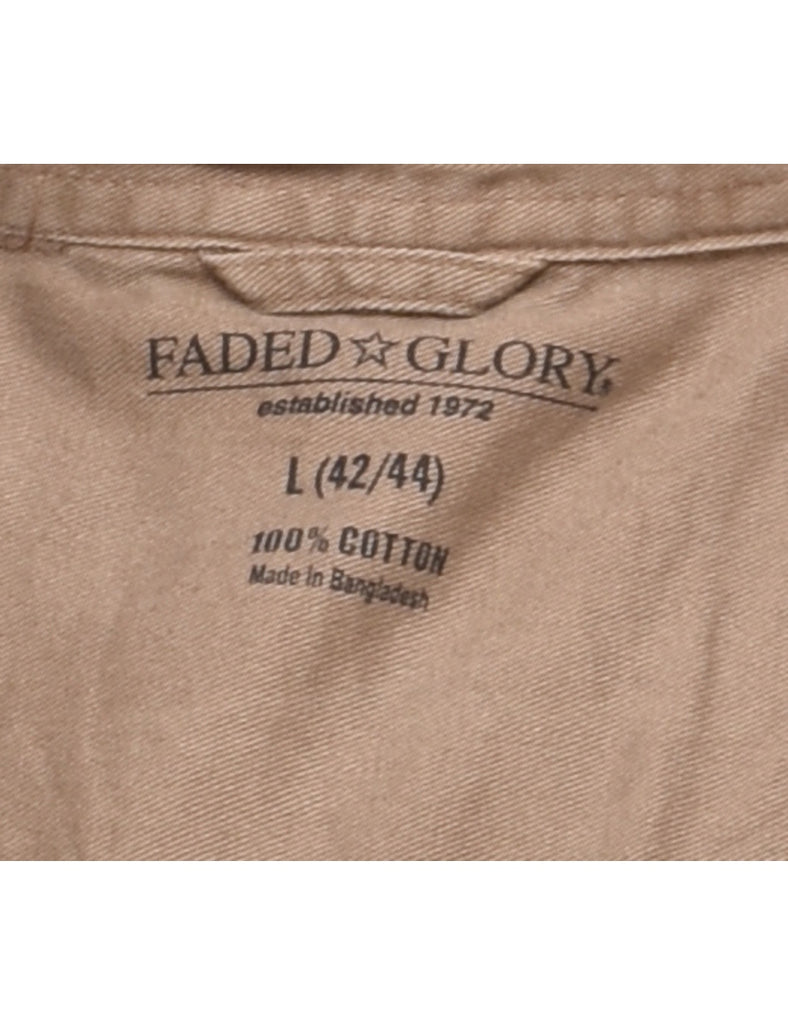 FADED☆GLORY®
established 1972
L (42/44)
100% COTTON
Made In Bangladesh